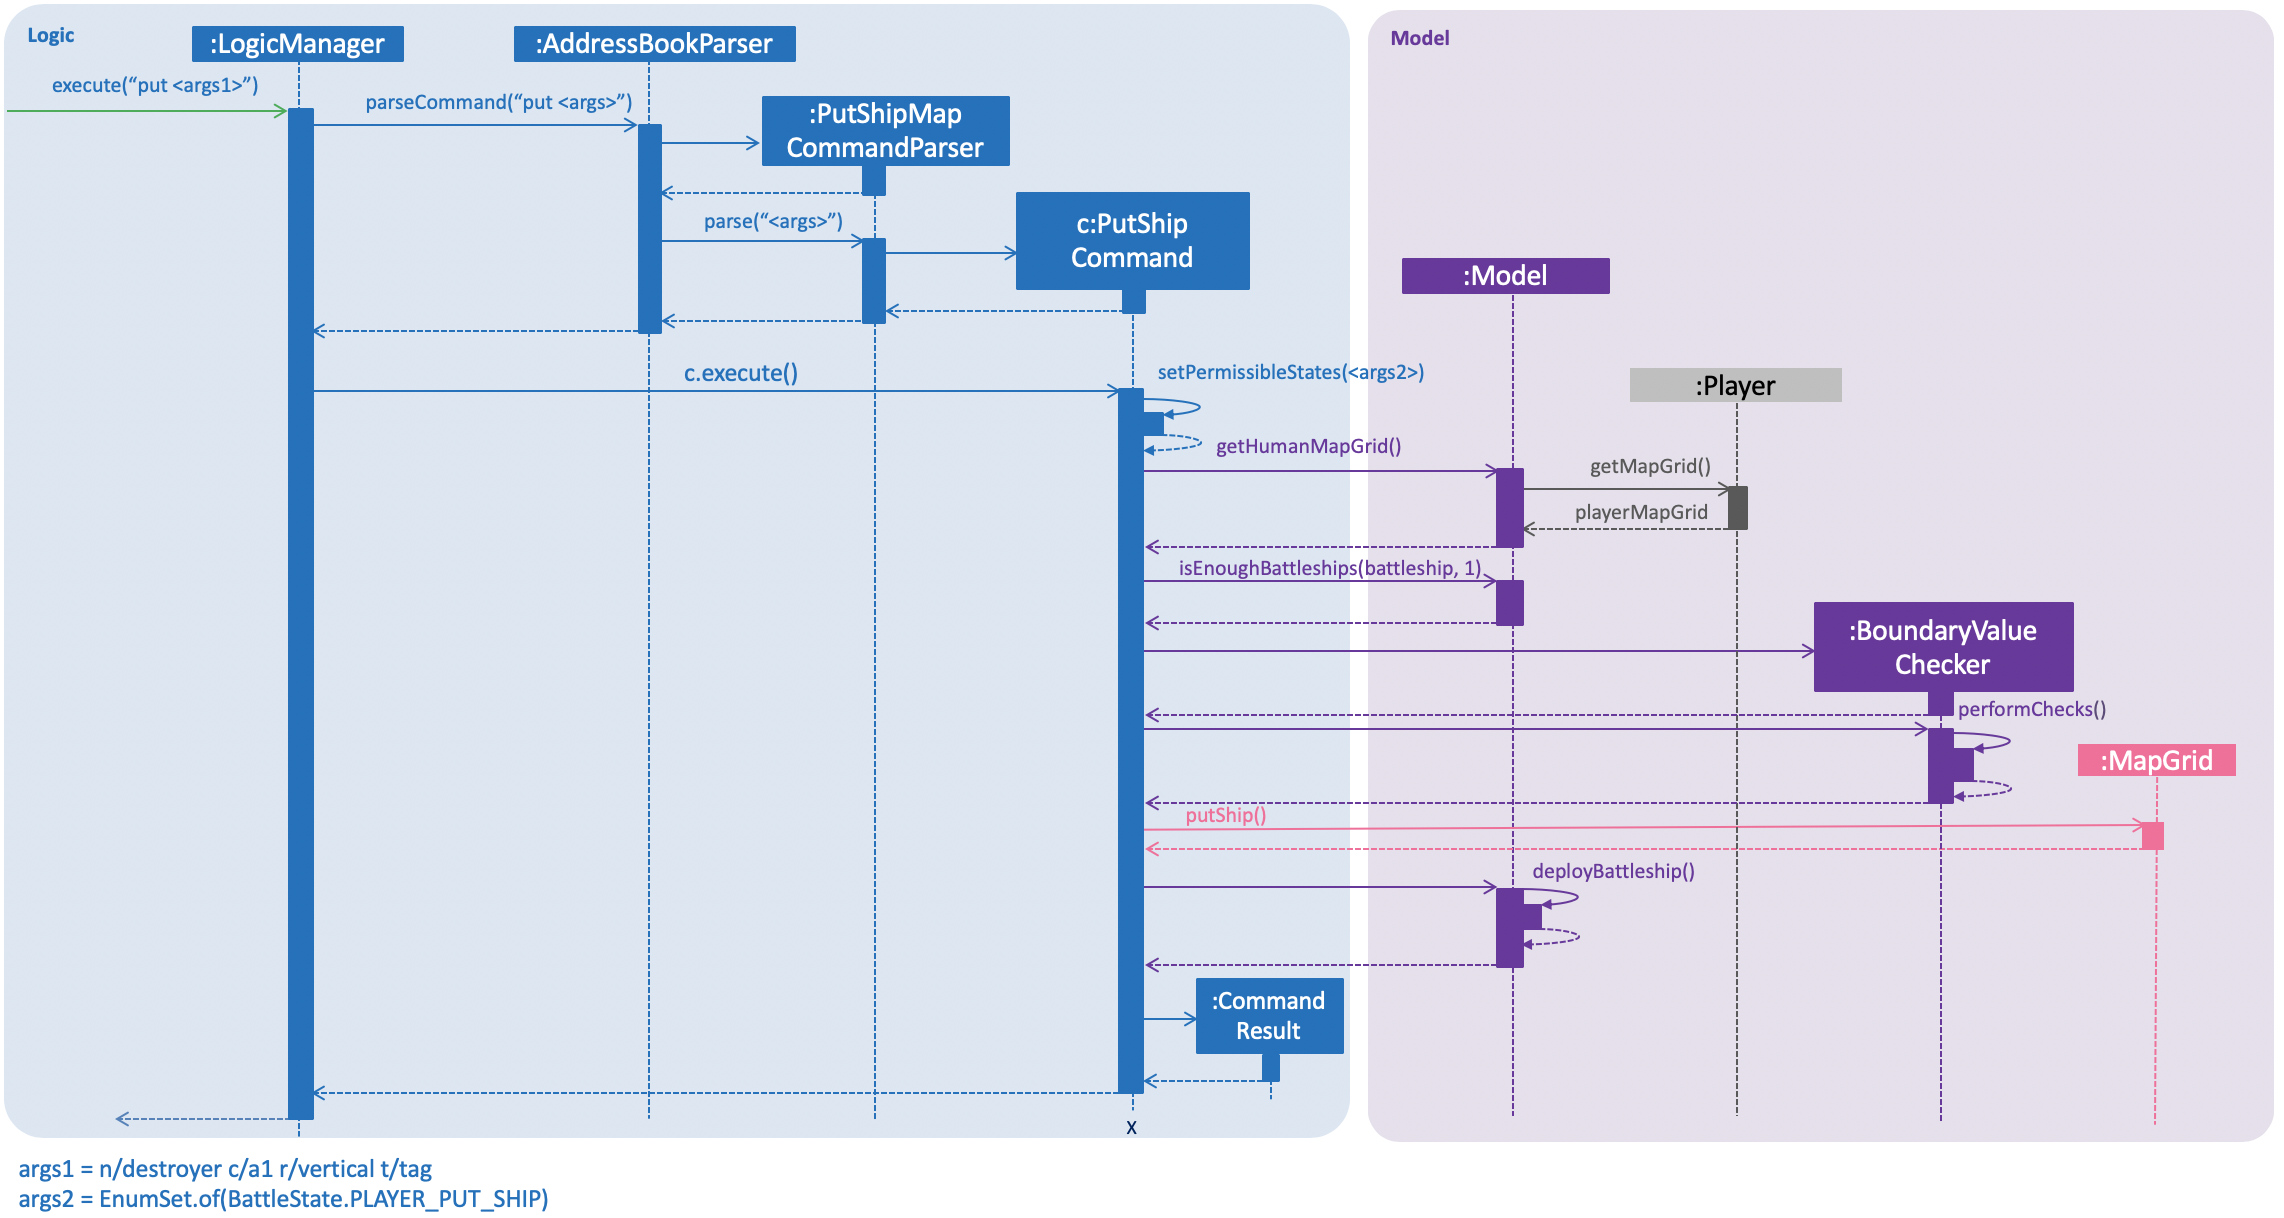 Logic
Model
:LogicManager
:AddressBookParser
execute(“put <args1>”)
parseCommand(“put <args>”)
:PutShipMap
CommandParser
parse(“<args>”)
c:PutShip
Command
:Model
c.execute()
setPermissibleStates(<args2>)
:Player
getHumanMapGrid()
getMapGrid()
playerMapGrid
isEnoughBattleships(battleship, 1)
:BoundaryValue
Checker
performChecks()
:MapGrid
putShip()
deployBattleship()
:Command
Result
X
args1 = n/destroyer c/a1 r/vertical t/tag
args2 = EnumSet.of(BattleState.PLAYER_PUT_SHIP)